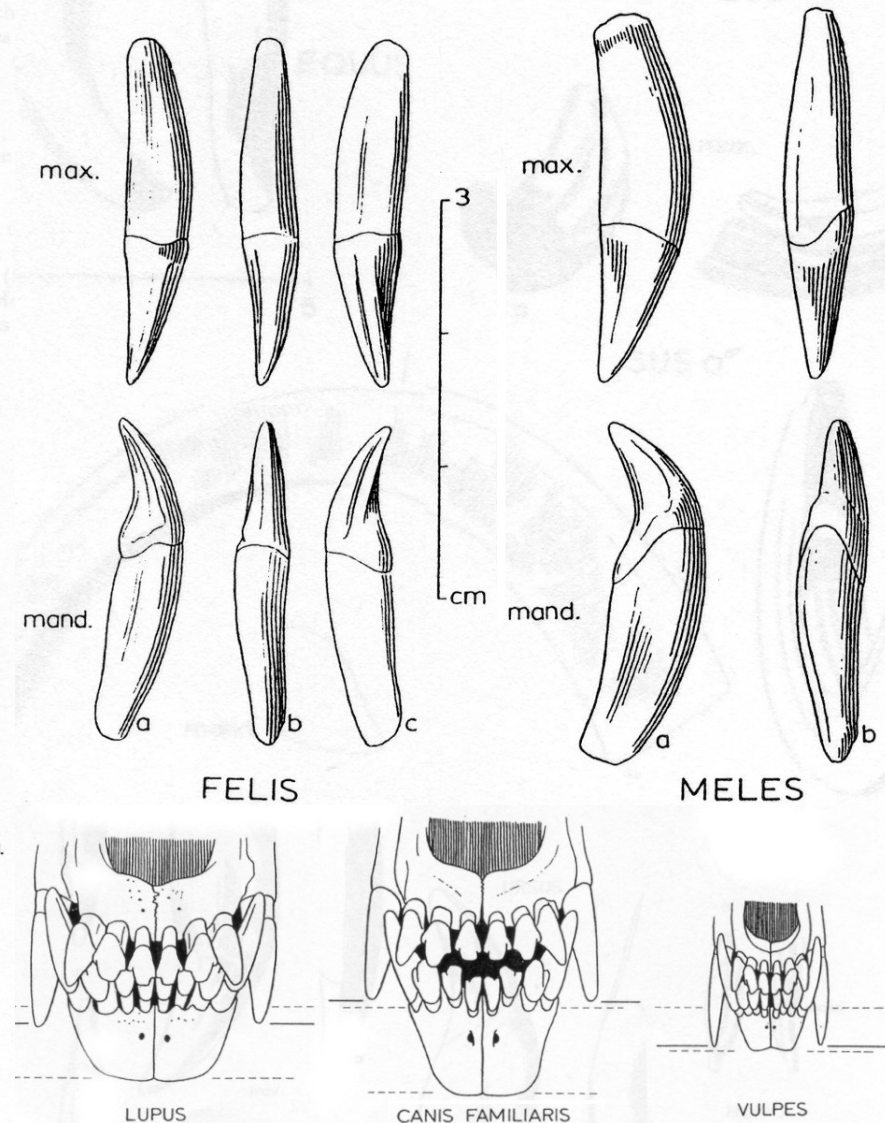 max.
max.
3
mand.
cm
mand.
a
b
c
a
b
FELIS
MELES
LUPUS
CANIS FAMILIARIS
VULPES